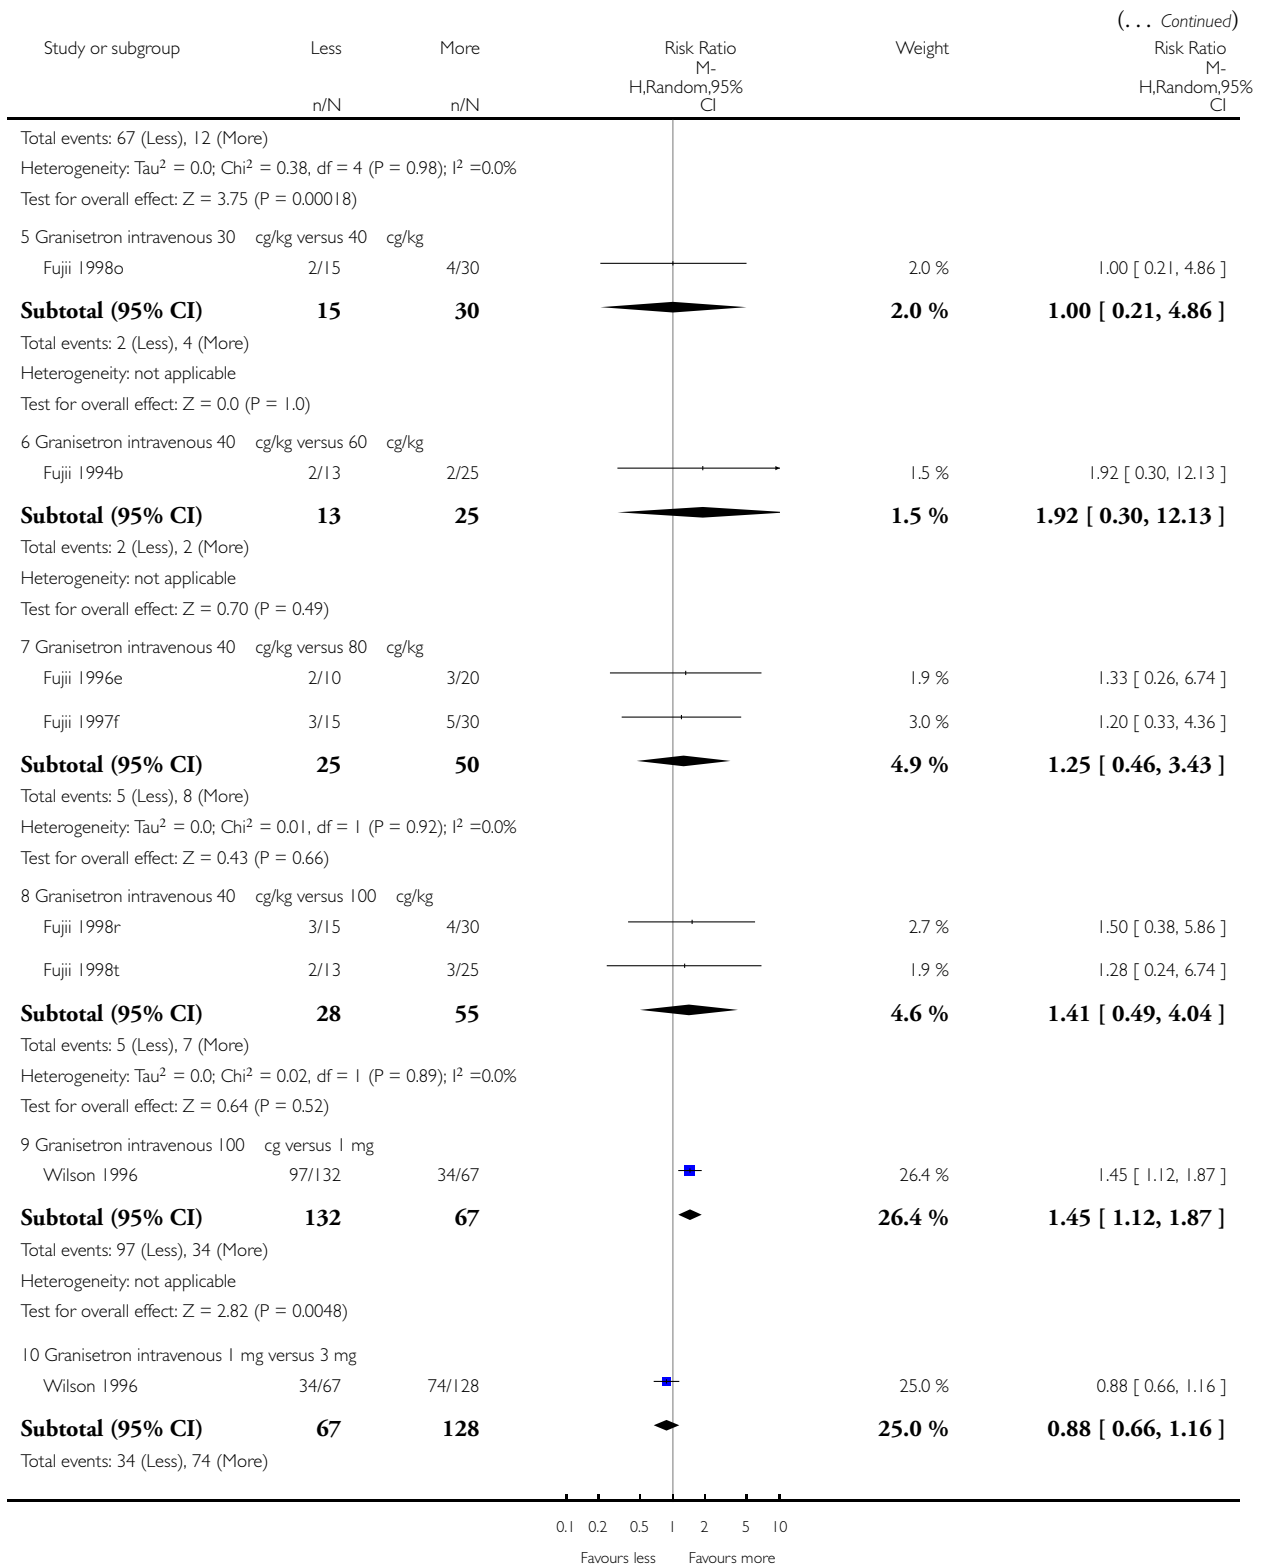 (... Continued)
Study or subgroup Less More Risk Ratio Weight Risk Ratio
M- M-
H,Random,95% H,Random,95%
n/N n/N CI CI
Total events: 67 (Less), 12 (More)
Heterogeneity: Tau² = 0.0; Chi² = 0.38, df = 4 (P = 0.98); I² =0.0%
Test for overall effect: Z = 3.75 (P = 0.00018)
5 Granisetron intravenous 30 cg/kg versus 40 cg/kg
Fujii 1998o 2/15 4/30 2.0 % 1.00 [ 0.21, 4.86 ]
Subtotal (95% CI) 15 30 2.0 % 1.00 [ 0.21, 4.86 ]
Total events: 2 (Less), 4 (More)
Heterogeneity: not applicable
Test for overall effect: Z = 0.0 (P = 1.0)
6 Granisetron intravenous 40 cg/kg versus 60 cg/kg
Fujii 1994b 2/13 2/25 1.5 % 1.92 [ 0.30, 12.13 ]
Subtotal (95% CI) 13 25 1.5 % 1.92 [ 0.30, 12.13 ]
Total events: 2 (Less), 2 (More)
Heterogeneity: not applicable
Test for overall effect: Z = 0.70 (P = 0.49)
7 Granisetron intravenous 40 cg/kg versus 80 cg/kg
Fujii 1996e 2/10 3/20 1.9 % 1.33 [ 0.26, 6.74 ]
Fujii 1997f 3/15 5/30 3.0 % 1.20 [ 0.33, 4.36 ]
Subtotal (95% CI) 25 50 4.9 % 1.25 [ 0.46, 3.43 ]
Total events: 5 (Less), 8 (More)
Heterogeneity: Tau² = 0.0; Chi² = 0.01, df = 1 (P = 0.92); I² =0.0%
Test for overall effect: Z = 0.43 (P = 0.66)
8 Granisetron intravenous 40 cg/kg versus 100 cg/kg
Fujii 1998r 3/15 4/30 2.7 % 1.50 [ 0.38, 5.86 ]
Fujii 1998t 2/13 3/25 1.9 % 1.28 [ 0.24, 6.74 ]
Subtotal (95% CI) 28 55 4.6 % 1.41 [ 0.49, 4.04 ]
Total events: 5 (Less), 7 (More)
Heterogeneity: Tau² = 0.0; Chi² = 0.02, df = 1 (P = 0.89); I² =0.0%
Test for overall effect: Z = 0.64 (P = 0.52)
9 Granisetron intravenous 100 cg versus 1 mg
Wilson 1996 97/132 34/67 26.4 % 1.45 [ 1.12, 1.87 ]
Subtotal (95% CI) 132 67 26.4 % 1.45 [ 1.12, 1.87 ]
Total events: 97 (Less), 34 (More)
Heterogeneity: not applicable
Test for overall effect: Z = 2.82 (P = 0.0048)
10 Granisetron intravenous 1 mg versus 3 mg
Wilson 1996 34/67 74/128 25.0 % 0.88 [ 0.66, 1.16 ]
Subtotal (95% CI) 67 128 25.0 % 0.88 [ 0.66, 1.16 ]
Total events: 34 (Less), 74 (More)
0.1 0.2 0.5 1 2 5 10
Favours less Favours more